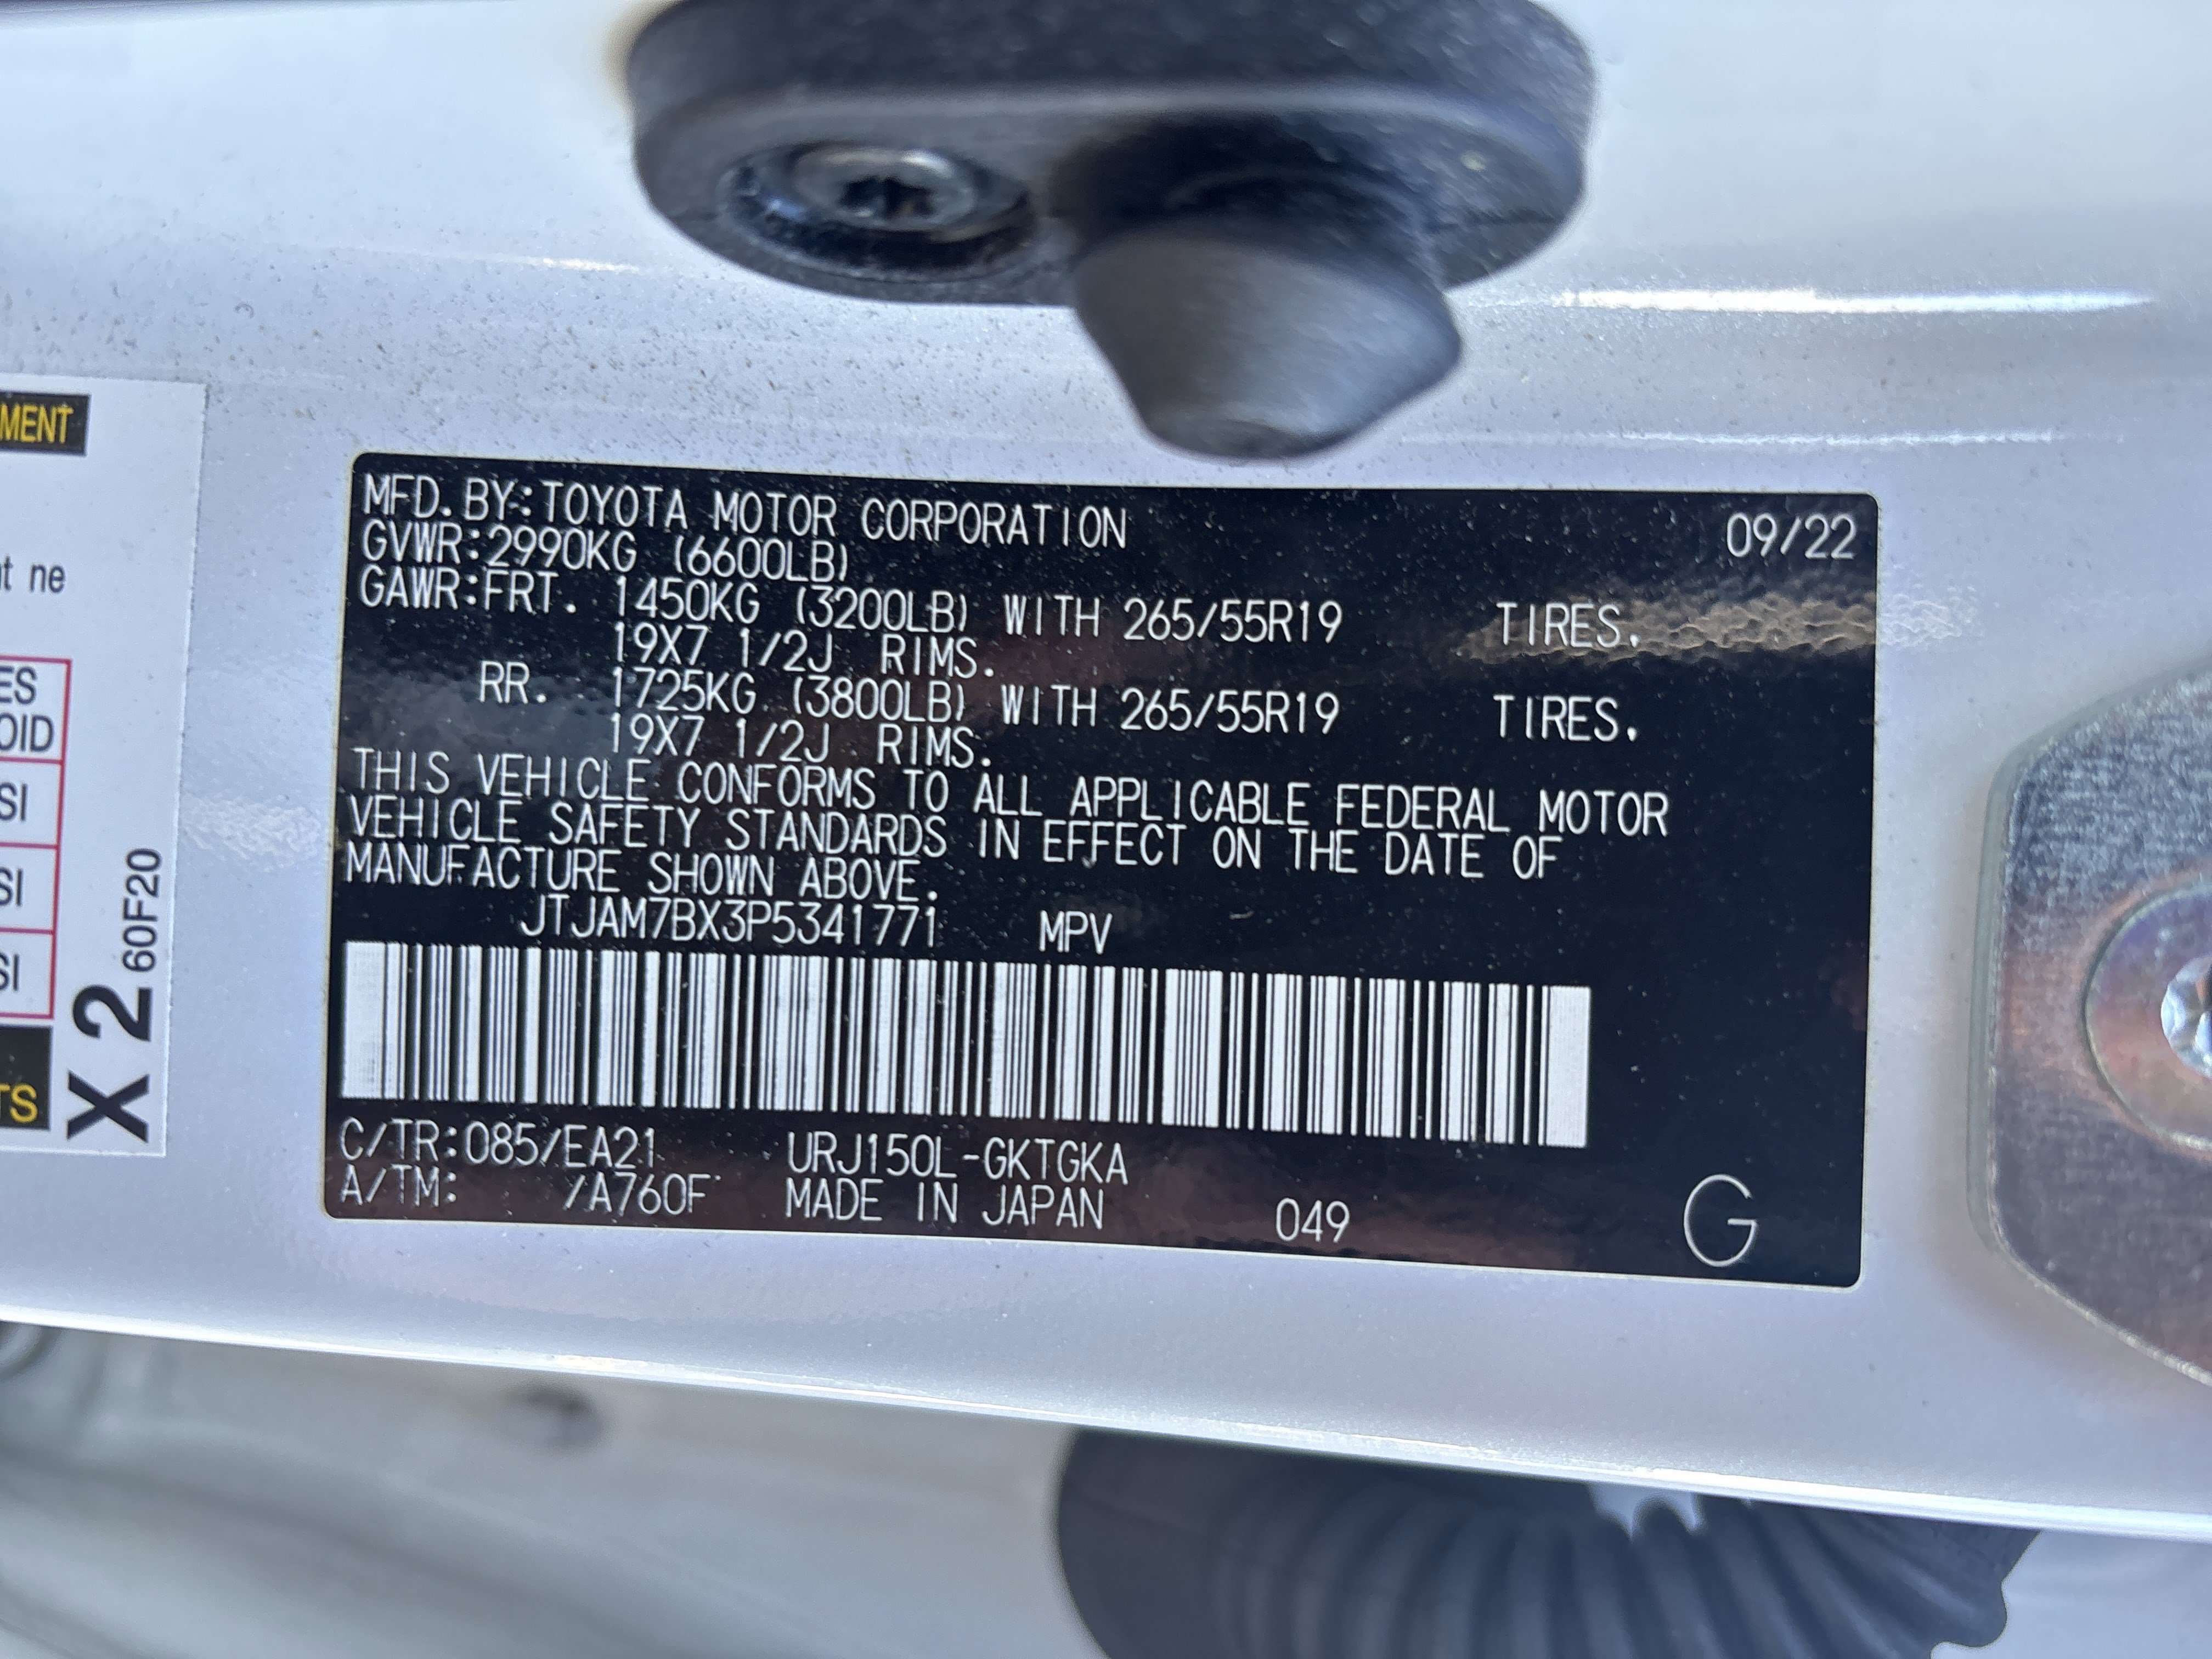 MENT
t ne
ES
OID
SI
SI
SI
TS
X 2 60F20
MFD. BY: TOYOTA MOTOR CORPORATION 09/22
GVWR: 2990KG (6600LB)
GAWR: FRT. 1450KG (3200LB) WITH 265/55R19 TIRES.
19X7 1/2J RIMS.
RR. 1725KG (3800LB) WITH 265/55R19 TIRES.
19X7 1/2J RIMS.
THIS VEHICLE CONFORMS TO ALL APPLICABLE FEDERAL MOTOR
VEHICLE SAFETY STANDARDS IN EFFECT ON THE DATE OF
MANUFACTURE SHOWN ABOVE.
JTJAM7BX3P5341771 MPV
C/TR: 085/EA21 URJ150L-GKTGKA
A/TM: /A760F MADE IN JAPAN 049 G